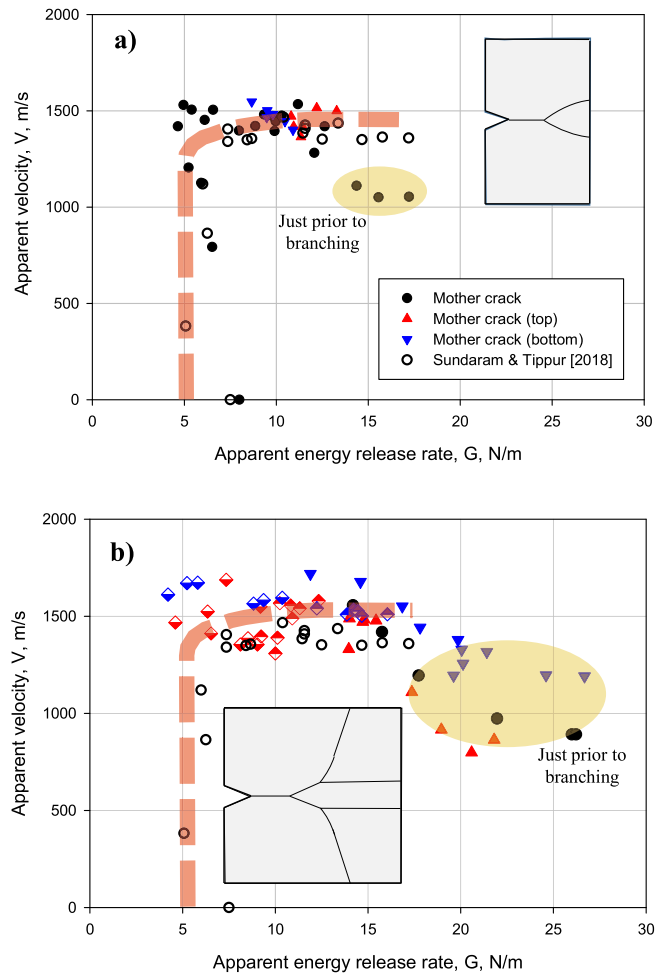 a)
2000
1500
1000
500
0
Apparent velocity, V, m/s
Just prior to
branching
Mother crack
Mother crack (top)
Mother crack (bottom)
Sundaram & Tippur [2018]
0 5 10 15 20 25 30
Apparent energy release rate, G, N/m
b)
2000
1500
1000
500
0
Apparent velocity, V, m/s
Just prior to
branching
0 5 10 15 20 25 30
Apparent energy release rate, G, N/m